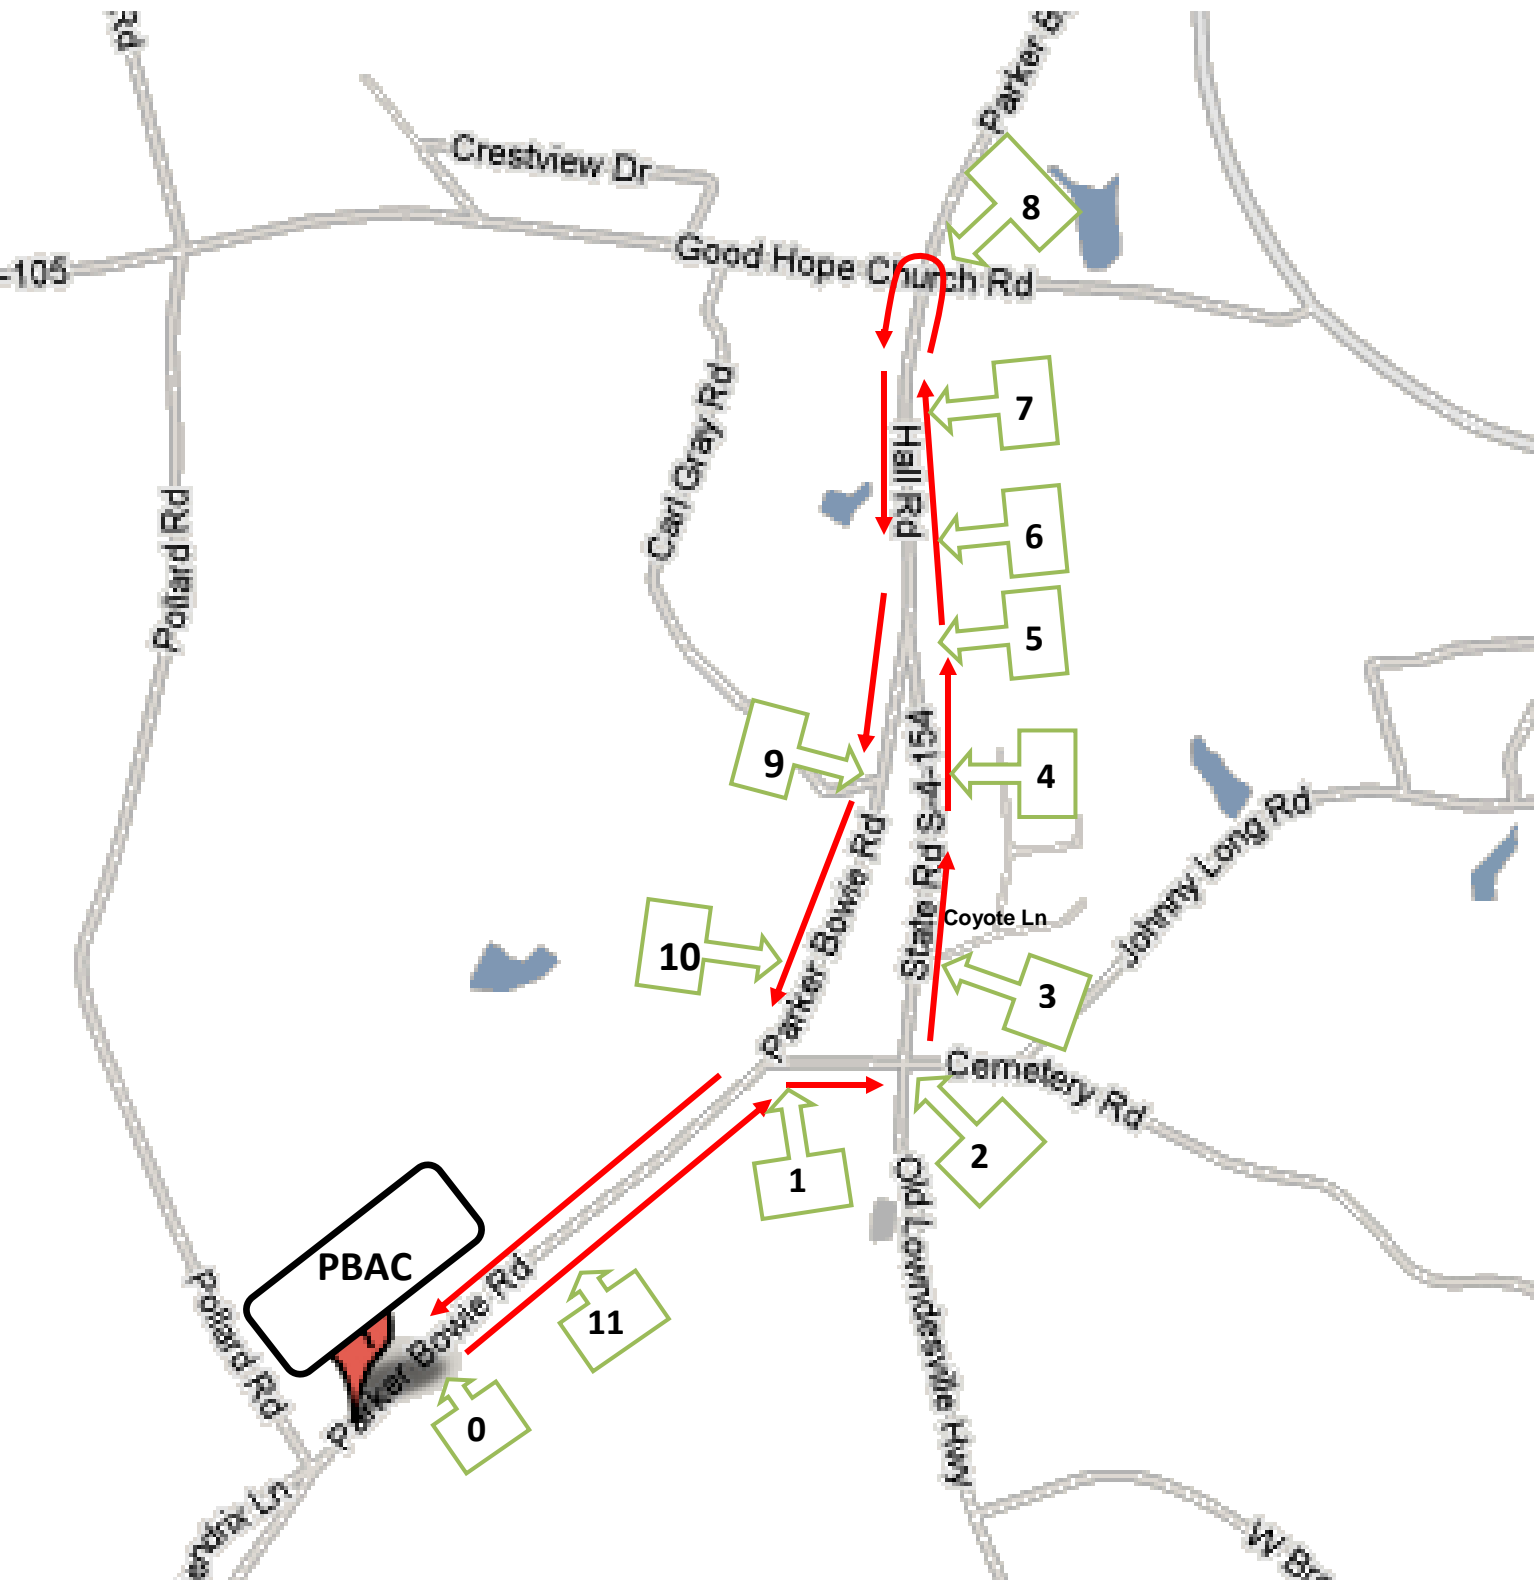 Rd
Parker B
Crestview Dr
8
Good Hope Church Rd
-105
Carl Gray Rd
7
Hall Rd
6
Pollard Rd
5
9
State Rd S-4-154
4
Johnny Long Rd
Parker Bowie Rd
Coyote Ln
10
3
Cemetery Rd
1
2
Old Lowndesville Hwy
PBAC
Pollard Rd
Parker Bowie Rd
11
0
endrix Ln
W Br